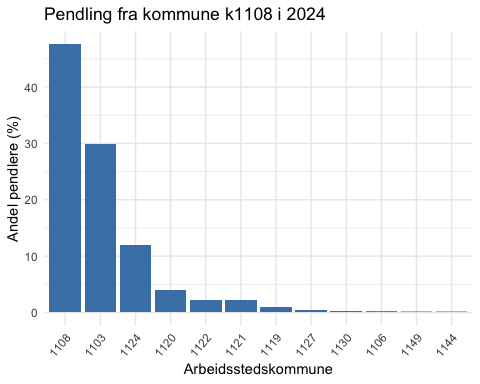 Pendling fra kommune k1108 i 2024
Andel pendlere (%)
40
30
20
10
0
1108 1103 1124 1120 1122 1121 1119 1127 1130 1106 1149 1144
Arbeidsstedskommune